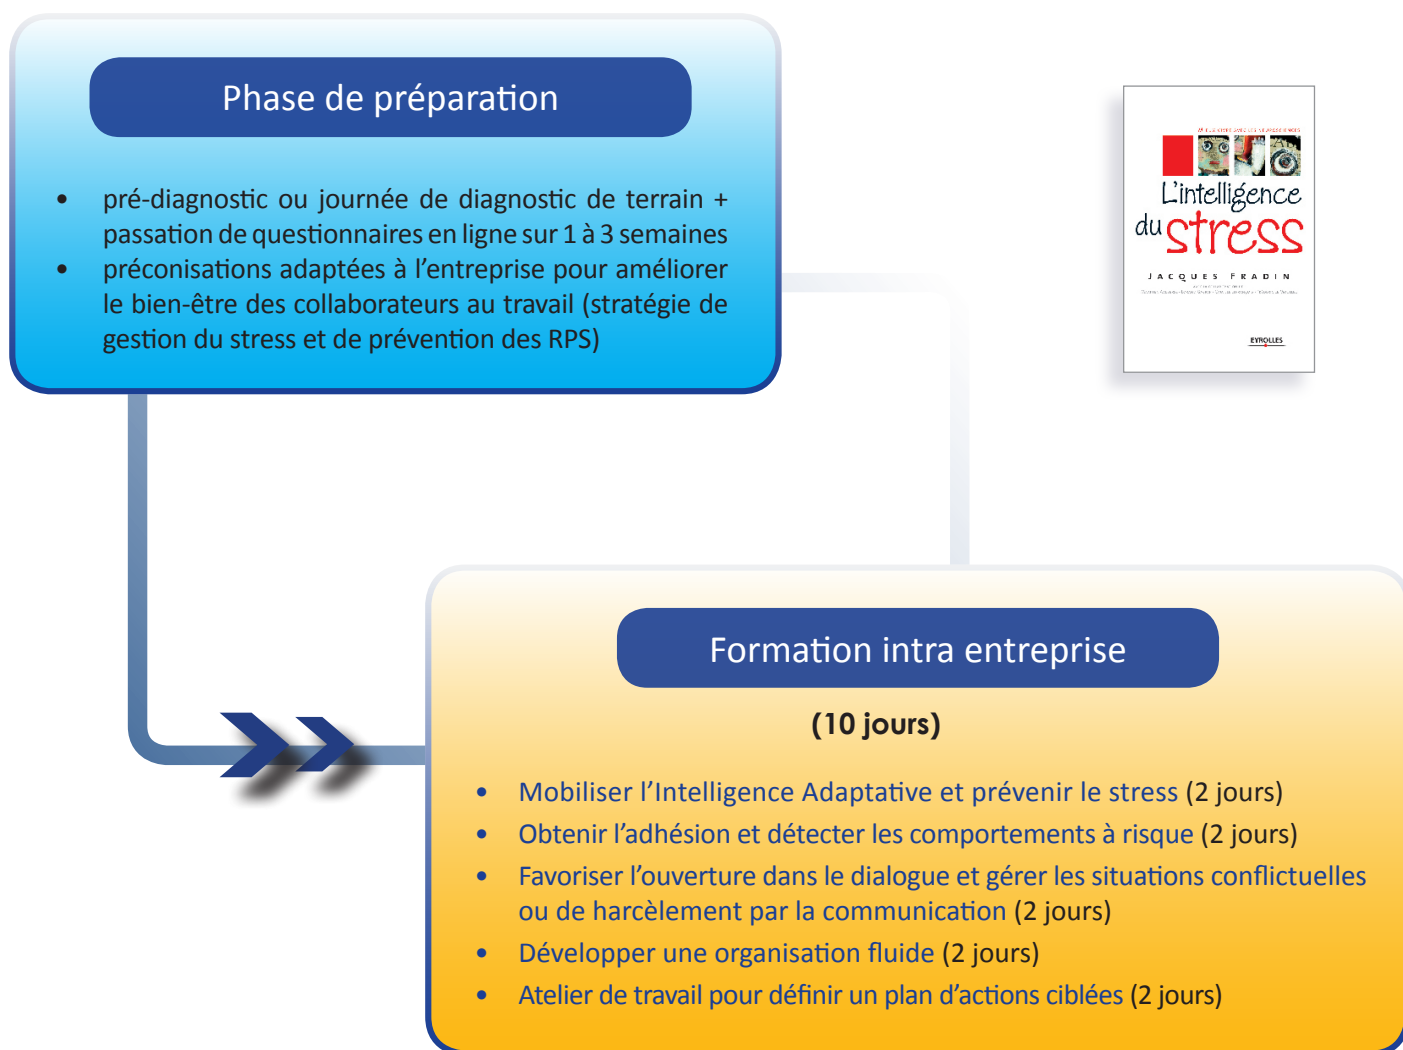 Phase de préparation
• pré-diagnostic ou journée de diagnostic de terrain +
passation de questionnaires en ligne sur 1 à 3 semaines
• préconisations adaptées à l’entreprise pour améliorer
le bien-être des collaborateurs au travail (stratégie de
gestion du stress et de prévention des RPS)
L'intelligence
du stress
JACQUES FRADIN
EYROLLES
Formation intra entreprise
(10 jours)
• Mobiliser l’Intelligence Adaptative et prévenir le stress (2 jours)
• Obtenir l’adhésion et détecter les comportements à risque (2 jours)
• Favoriser l’ouverture dans le dialogue et gérer les situations conflictuelles
ou de harcèlement par la communication (2 jours)
• Développer une organisation fluide (2 jours)
• Atelier de travail pour définir un plan d’actions ciblées (2 jours)